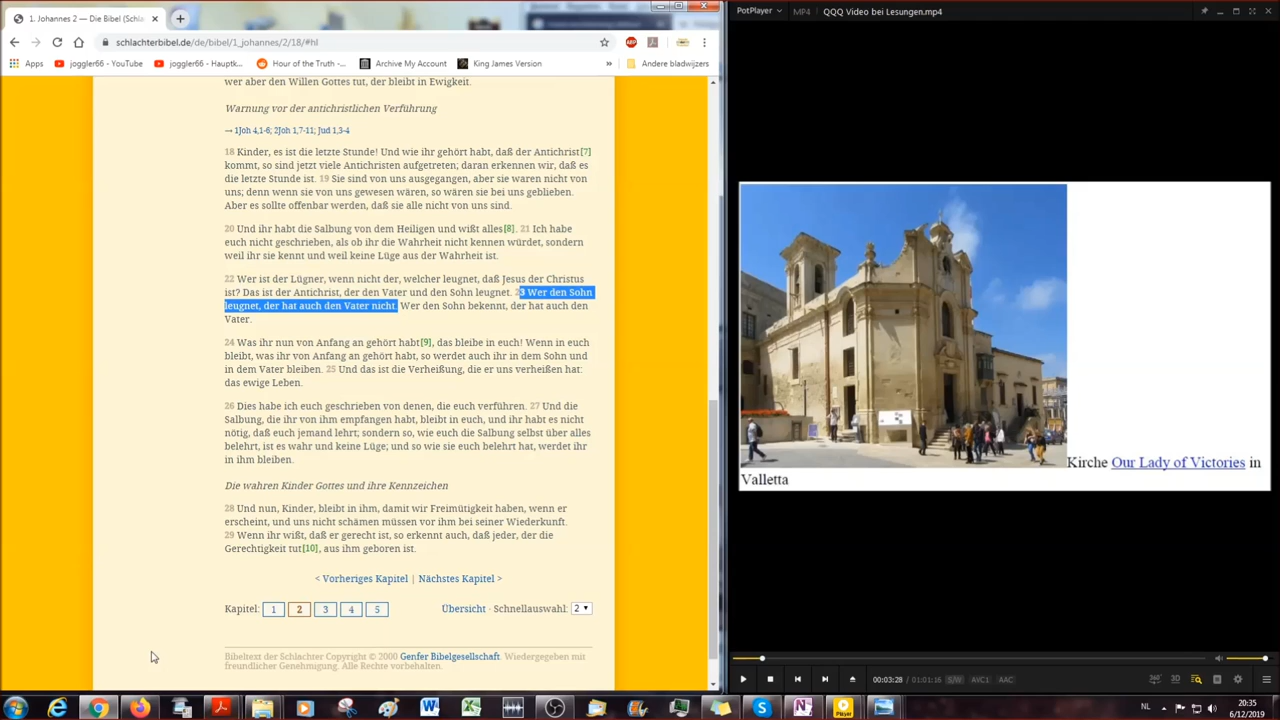 1. Johannes 2 — Die Bibel (Schla
schlachterbibel.de/de/bibel/1_johannes/2/18/#hl
Apps joggler66 - YouTube joggler66 - Hauptk... Hour of the Truth -... Archive My Account King James Version » Andere bladwijzers
wer aber den Willen Gottes tut, der bleibt in Ewigkeit.
Warnung vor der antichristlichen Verführung
→ 1Joh 4,1-6; 2Joh 1,7-11; Jud 1,3-4
18 Kinder, es ist die letzte Stunde! Und wie ihr gehört habt, daß der Antichrist[7]
kommt, so sind jetzt viele Antichristen aufgetreten; daran erkennen wir, daß es
die letzte Stunde ist. 19 Sie sind von uns ausgegangen, aber sie waren nicht von
uns; denn wenn sie von uns gewesen wären, so wären sie bei uns geblieben.
Aber es sollte offenbar werden, daß sie alle nicht von uns sind.
20 Und ihr habt die Salbung von dem Heiligen und wißt alles[8]. 21 Ich habe
euch nicht geschrieben, als ob ihr die Wahrheit nicht kennen würdet, sondern
weil ihr sie kennt und weil keine Lüge aus der Wahrheit ist.
22 Wer ist der Lügner, wenn nicht der, welcher leugnet, daß Jesus der Christus
ist? Das ist der Antichrist, der den Vater und den Sohn leugnet. 23 Wer den Sohn
leugnet, der hat auch den Vater nicht. Wer den Sohn bekennt, der hat auch den
Vater.
24 Was ihr nun von Anfang an gehört habt[9], das bleibe in euch! Wenn in euch
bleibt, was ihr von Anfang an gehört habt, so werdet auch ihr in dem Sohn und
in dem Vater bleiben. 25 Und das ist die Verheißung, die er uns verheißen hat:
das ewige Leben.
26 Dies habe ich euch geschrieben von denen, die euch verführen. 27 Und die
Salbung, die ihr von ihm empfangen habt, bleibt in euch, und ihr habt es nicht
nötig, daß euch jemand lehrt; sondern so, wie euch die Salbung selbst über alles
belehrt, ist es wahr und keine Lüge; und so wie sie euch belehrt hat, werdet ihr
in ihm bleiben.
Die wahren Kinder Gottes und ihre Kennzeichen
28 Und nun, Kinder, bleibt in ihm, damit wir Freimütigkeit haben, wenn er
erscheint, und uns nicht schämen müssen vor ihm bei seiner Wiederkunft.
29 Wenn ihr wißt, daß er gerecht ist, so erkennt auch, daß jeder, der die
Gerechtigkeit tut[10], aus ihm geboren ist.
< Vorheriges Kapitel | Nächstes Kapitel >
Kapitel: 1 2 3 4 5 Übersicht · Schnellauswahl: 2
Bibeltext der Schlachter Copyright © 2000 Genfer Bibelgesellschaft. Wiedergegeben mit
freundlicher Genehmigung. Alle Rechte vorbehalten.
PotPlayer MP4 QQQ Video bei Lesungen.mp4
Kirche Our Lady of Victories in
Valletta
00:03:28 / 01:01:15 S/W AVC1 AAC
360° 3D
NL 20:35
6/12/2019